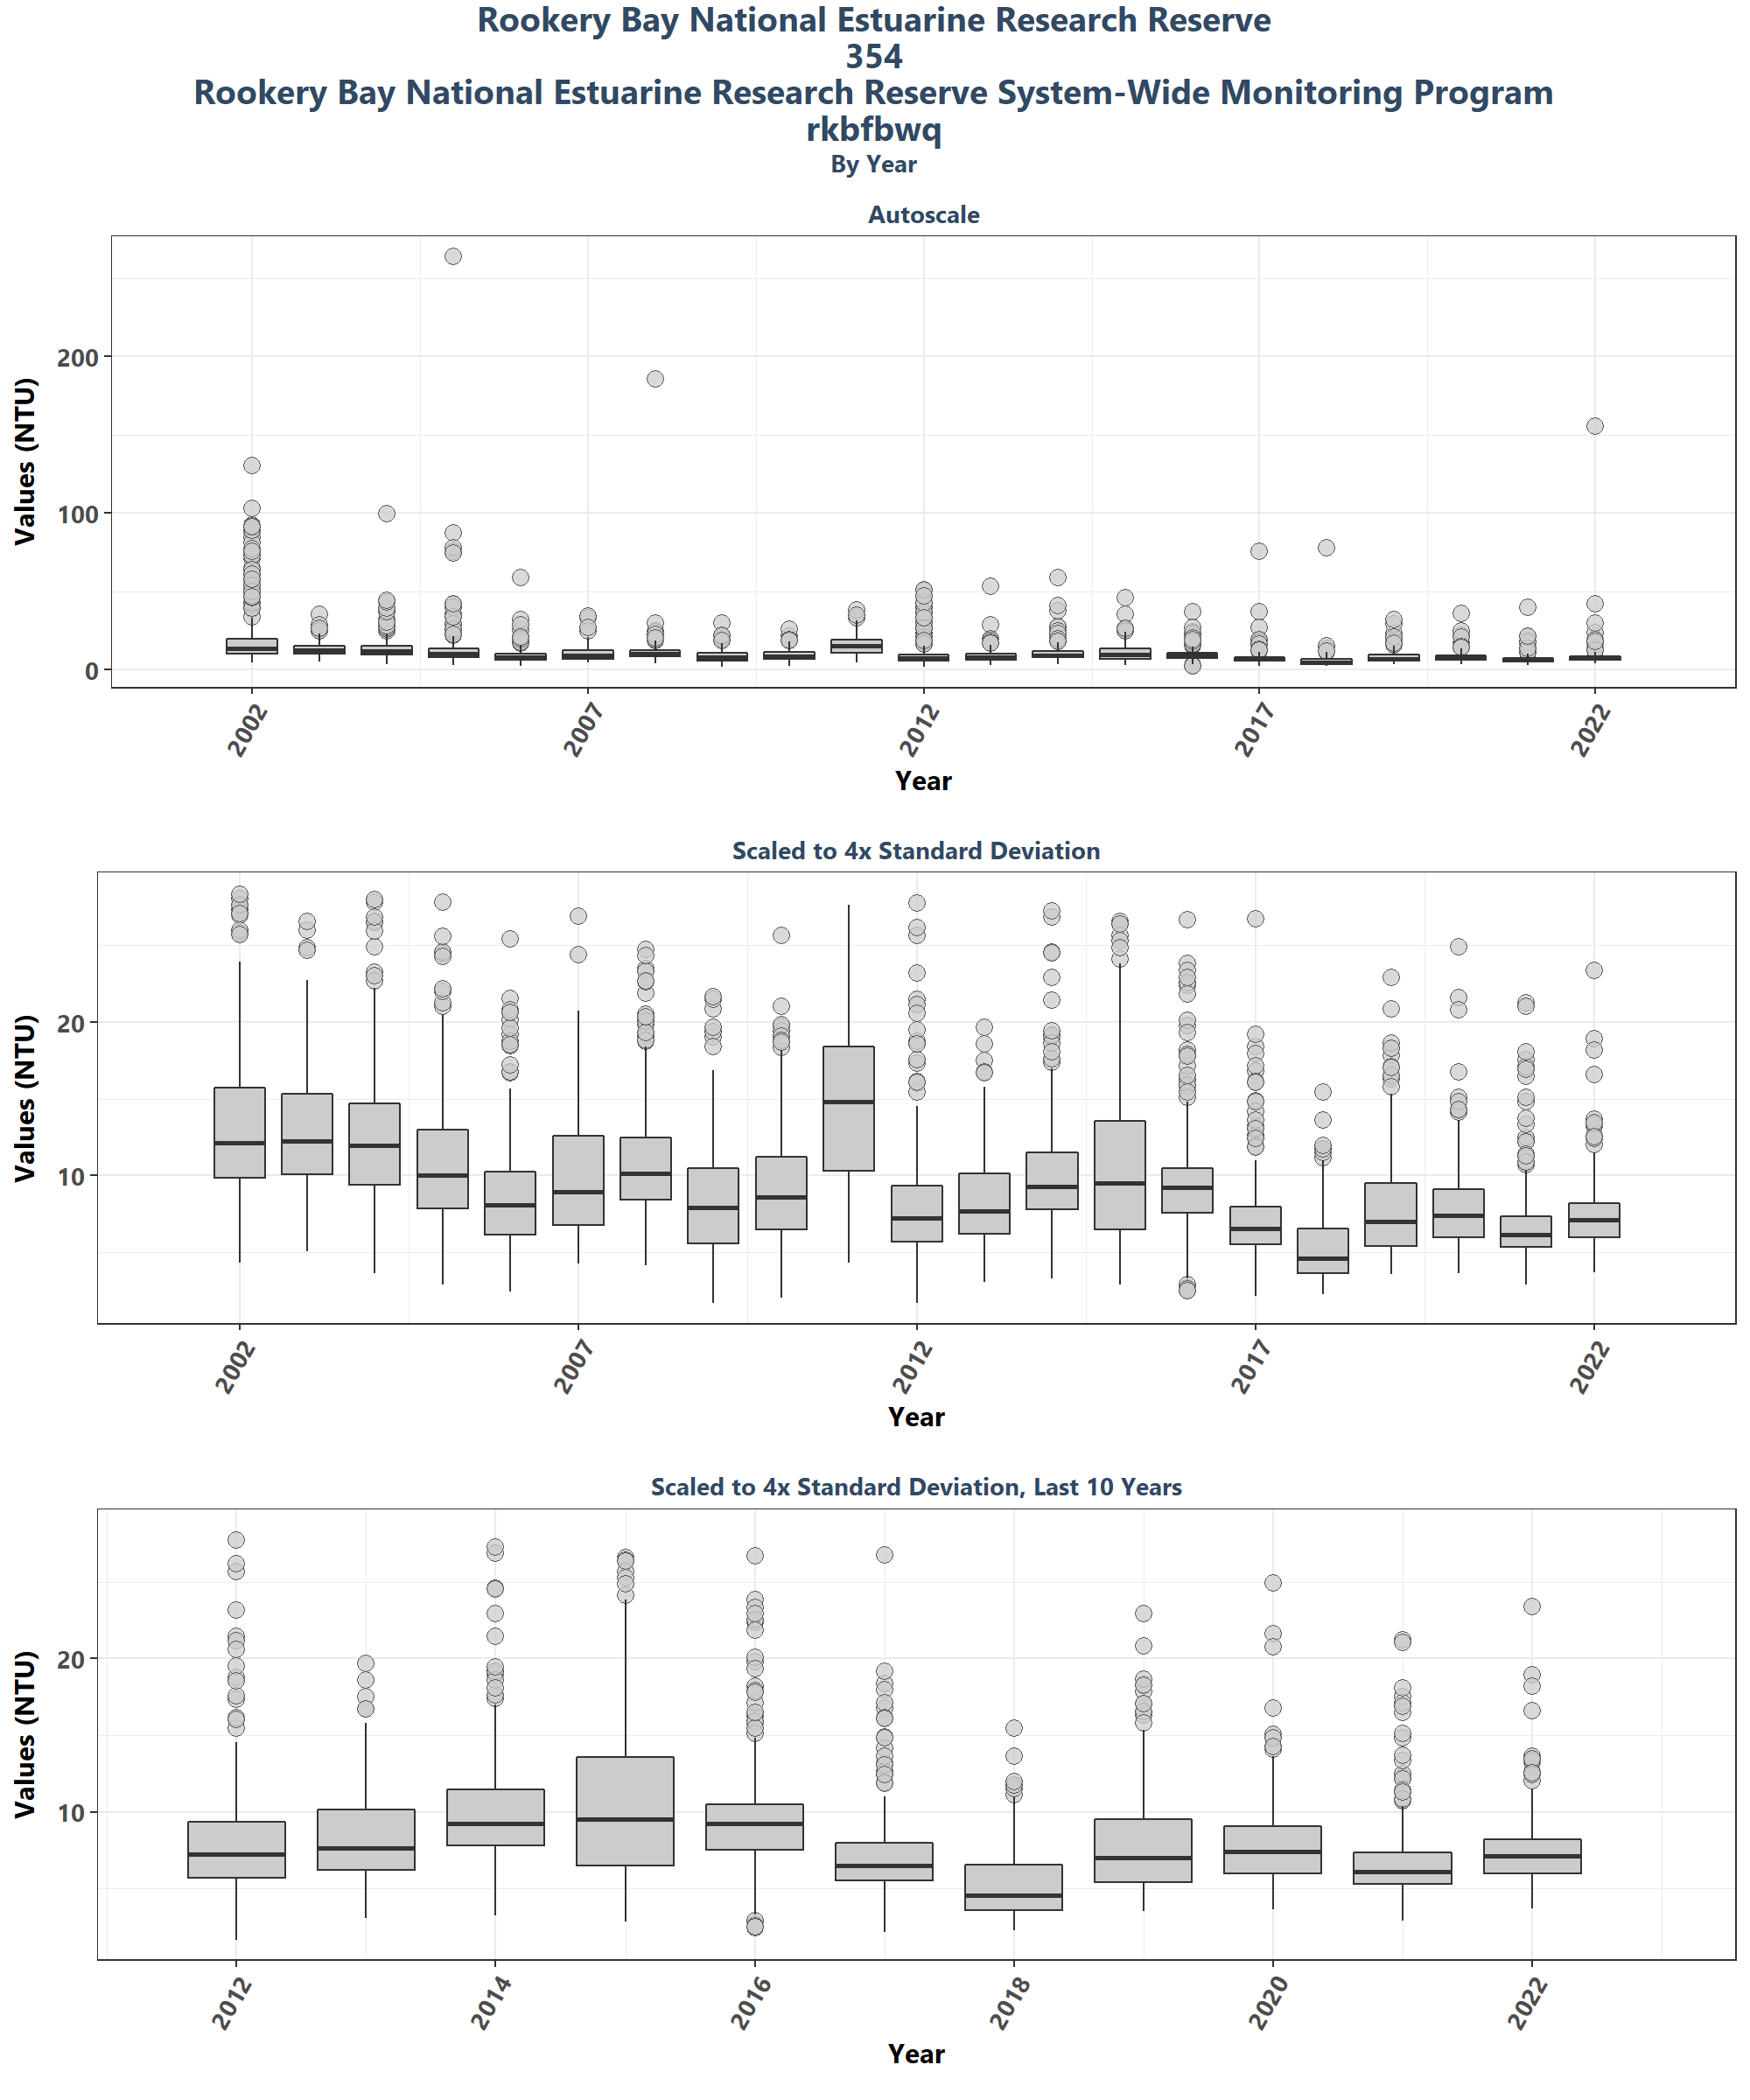 Rookery Bay National Estuarine Research Reserve
354
Rookery Bay National Estuarine Research Reserve System-Wide Monitoring Program
rkbfbwq
By Year
Autoscale
Values (NTU)
200
100
0
2002
2007
2012
2017
2022
Year
Scaled to 4x Standard Deviation
Values (NTU)
20
10
2002
2007
2012
2017
2022
Year
Scaled to 4x Standard Deviation, Last 10 Years
Values (NTU)
20
10
2012
2014
2016
2018
2020
2022
Year